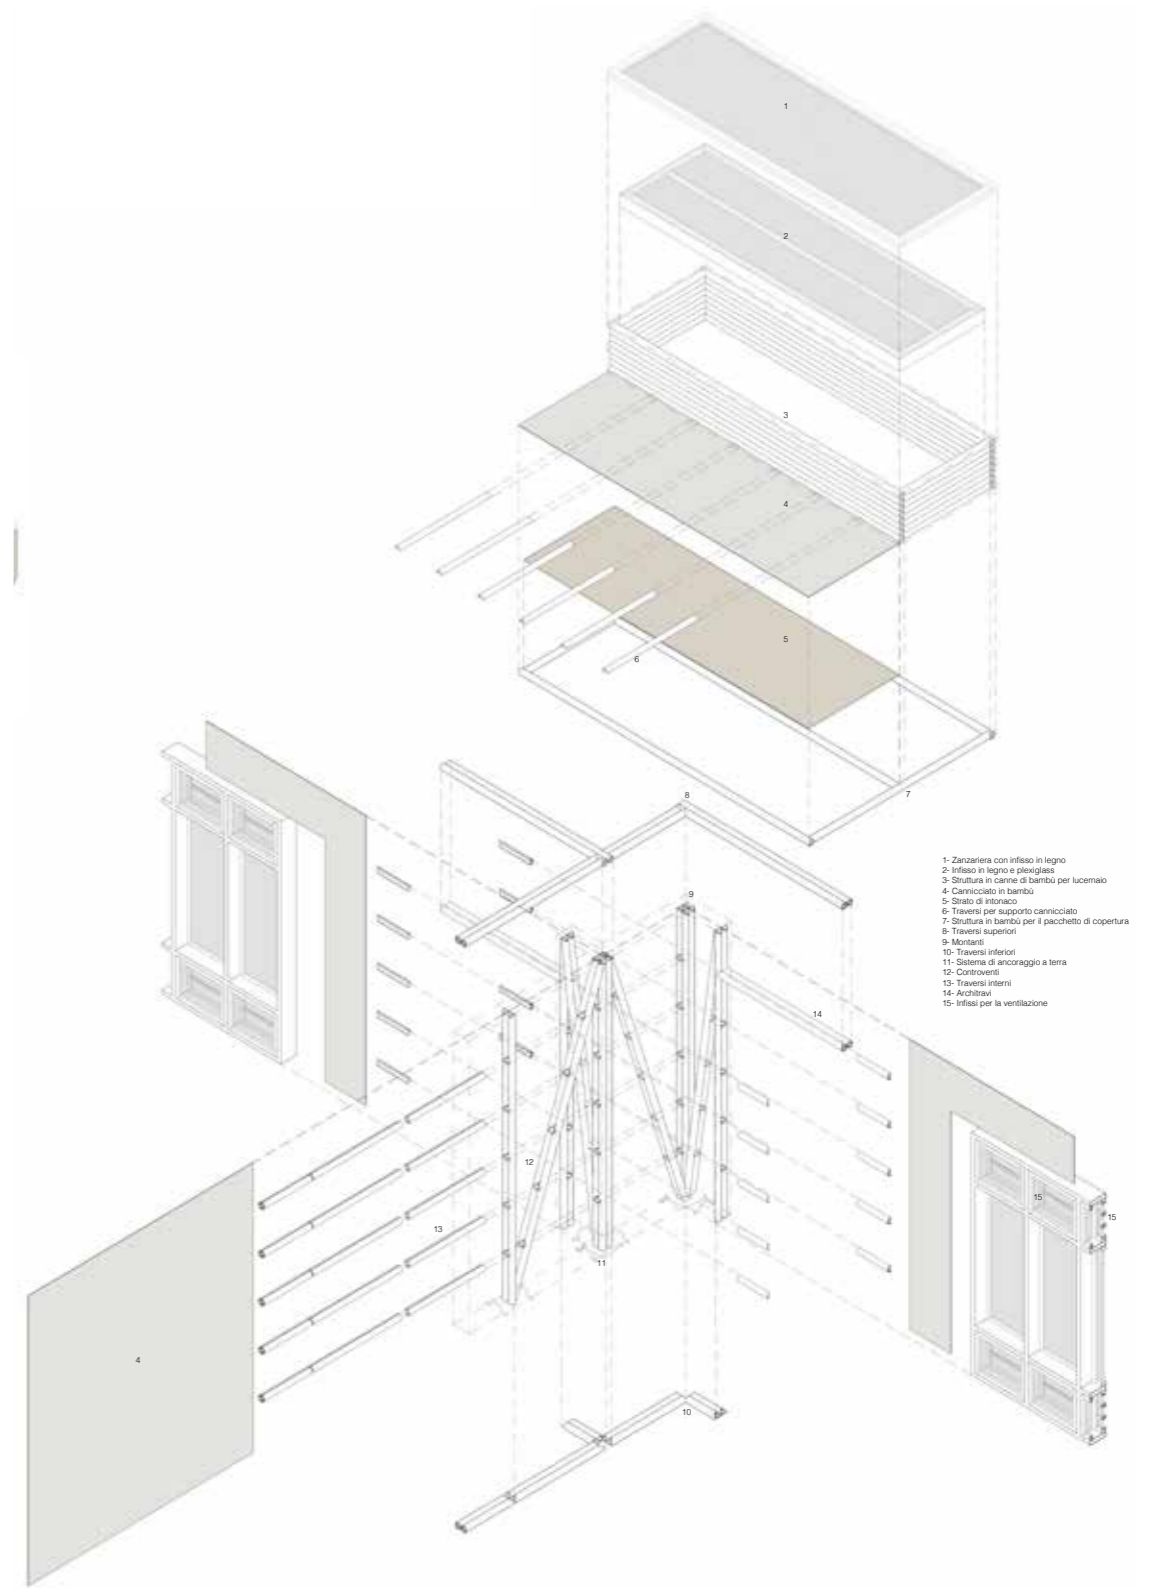 1
2
3
4
5
6
7
8
9
1- Zanzariera con infisso in legno
2- Infisso in legno e plexiglass
3- Struttura in canne di bambù per lucernaio
4- Cannicciato in bambù
5- Strato di intonaco
6- Traversi per supporto cannicciato
7- Struttura in bambù per il pacchetto di copertura
8- Traversi superiori
9- Montanti
10- Traversi inferiori
11- Sistema di ancoraggio a terra
12- Controventi
13- Traversi interni
14- Architravi
15- Infissi per la ventilazione
14
12
15
15
13
11
4
10